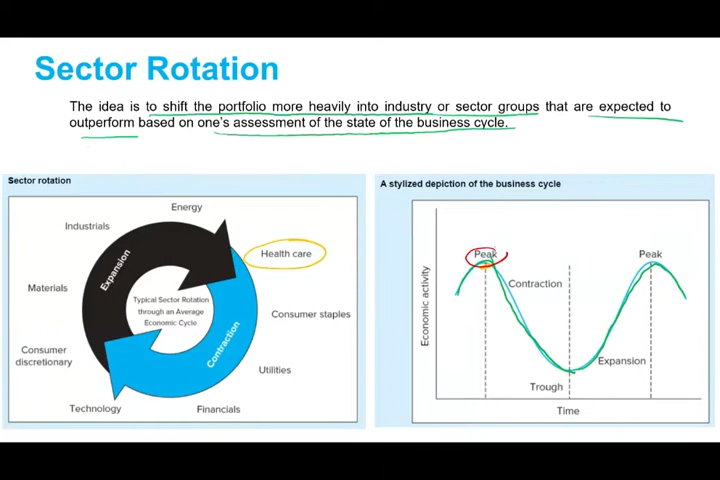 Sector Rotation
The idea is to shift the portfolio more heavily into industry or sector groups that are expected to
outperform based on one's assessment of the state of the business cycle.
Sector rotation
Energy
Industrials
Health care
Expansion
Materials
Typical Sector Rotation
through an Average
Economic Cycle
Consumer staples
Contraction
Consumer
discretionary
Utilities
Technology
Financials
A stylized depiction of the business cycle
Peak
Peak
Contraction
Economic activity
Expansion
Trough
Time